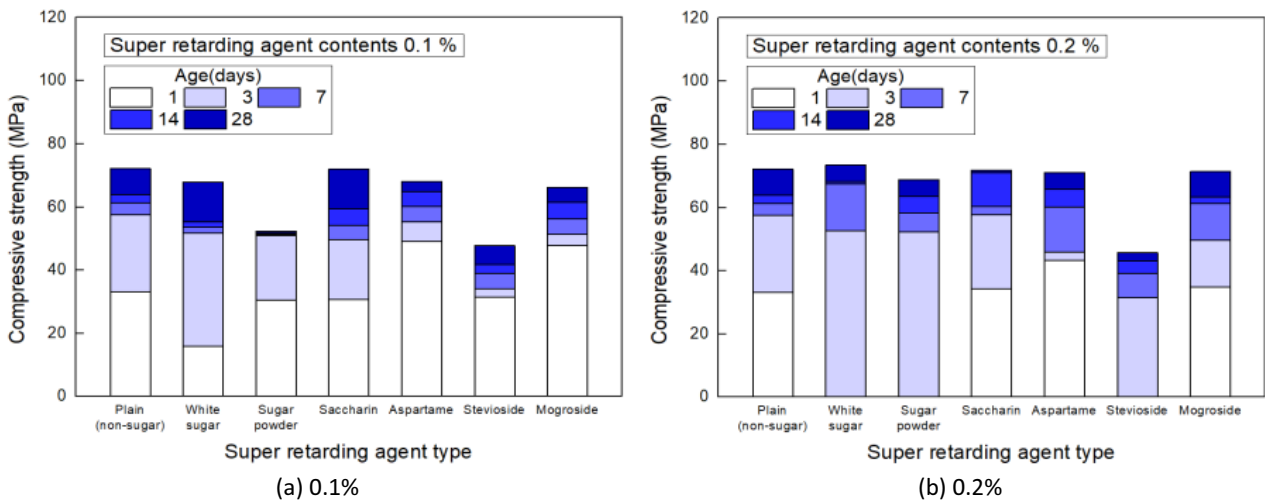 120
100
80
60
40
20
0
Compressive strength (MPa)
Super retarding agent contents 0.1 %
Age(days)
1 3 7
14 28
Plain (non-sugar)
White sugar
Sugar powder
Saccharin
Aspartame
Stevioside
Mogroside
Super retarding agent type
(a) 0.1%
120
100
80
60
40
20
0
Compressive strength (MPa)
Super retarding agent contents 0.2 %
Age(days)
1 3 7
14 28
Plain (non-sugar)
White sugar
Sugar powder
Saccharin
Aspartame
Stevioside
Mogroside
Super retarding agent type
(b) 0.2%